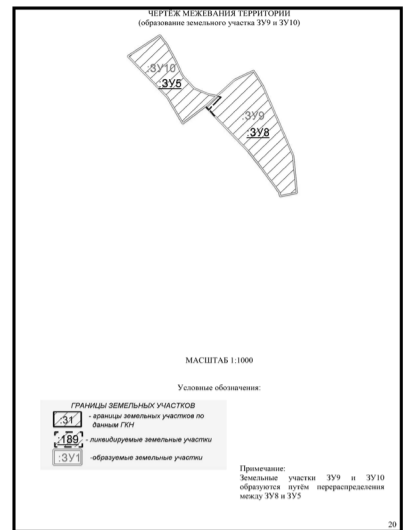 ЧЕРТЁЖ МЕЖЕВАНИЯ ТЕРРИТОРИИ
(образование земельного участка ЗУ9 и ЗУ10)
:ЗУ10
:ЗУ5
:ЗУ9
:ЗУ8
МАСШТАБ 1:1000
Условные обозначения:
ГРАНИЦЫ ЗЕМЕЛЬНЫХ УЧАСТКОВ
:31
- границы земельных участков по
данным ГКН
:189
- ликвидируемые земельные участки
:ЗУ1
-образуемые земельные участки
Примечание:
Земельные участки ЗУ9 и ЗУ10
образуются путём перераспределения
между ЗУ8 и ЗУ5
20